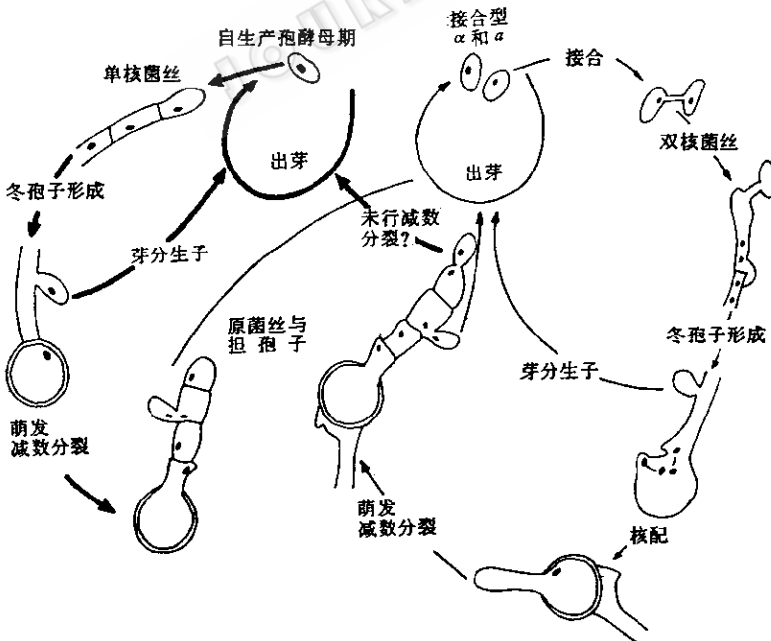 自生产孢酵母期
接合型
α和a
接合
单核菌丝
出芽
出芽
双核菌丝
冬孢子形成
未行减数
分裂?
芽分生子
原菌丝与
担孢子
冬孢子形成
芽分生子
萌发
减数分裂
萌发
减数分裂
核配